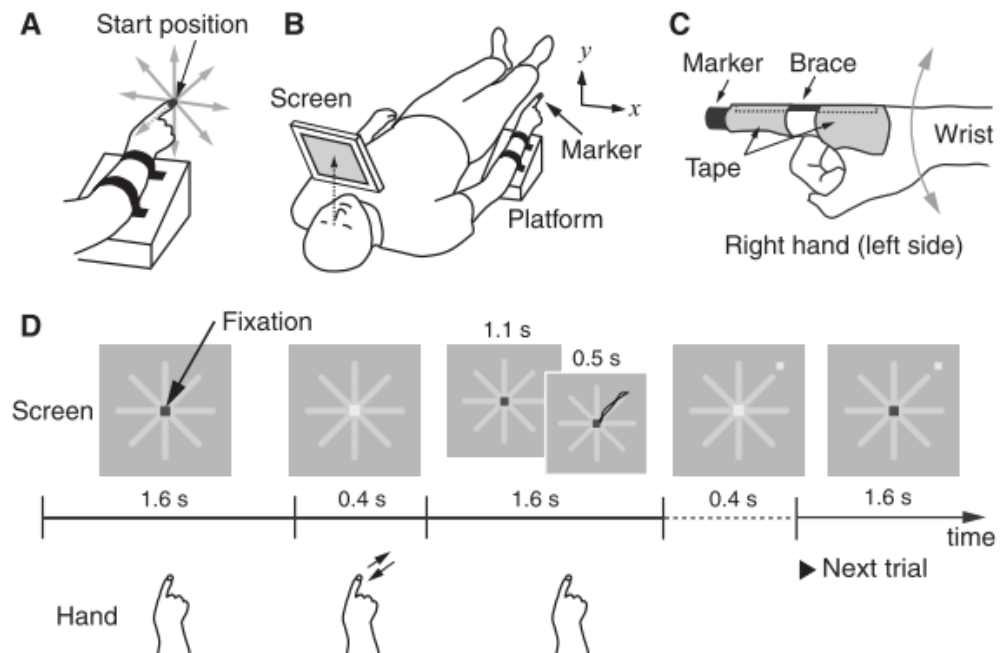 A
Start position
B
Screen
y
x
Marker
Platform
C
Marker
Brace
Tape
Wrist
Right hand (left side)
D
Fixation
1.1 s
0.5 s
Screen
1.6 s
0.4 s
1.6 s
0.4 s
1.6 s
time
Next trial
Hand